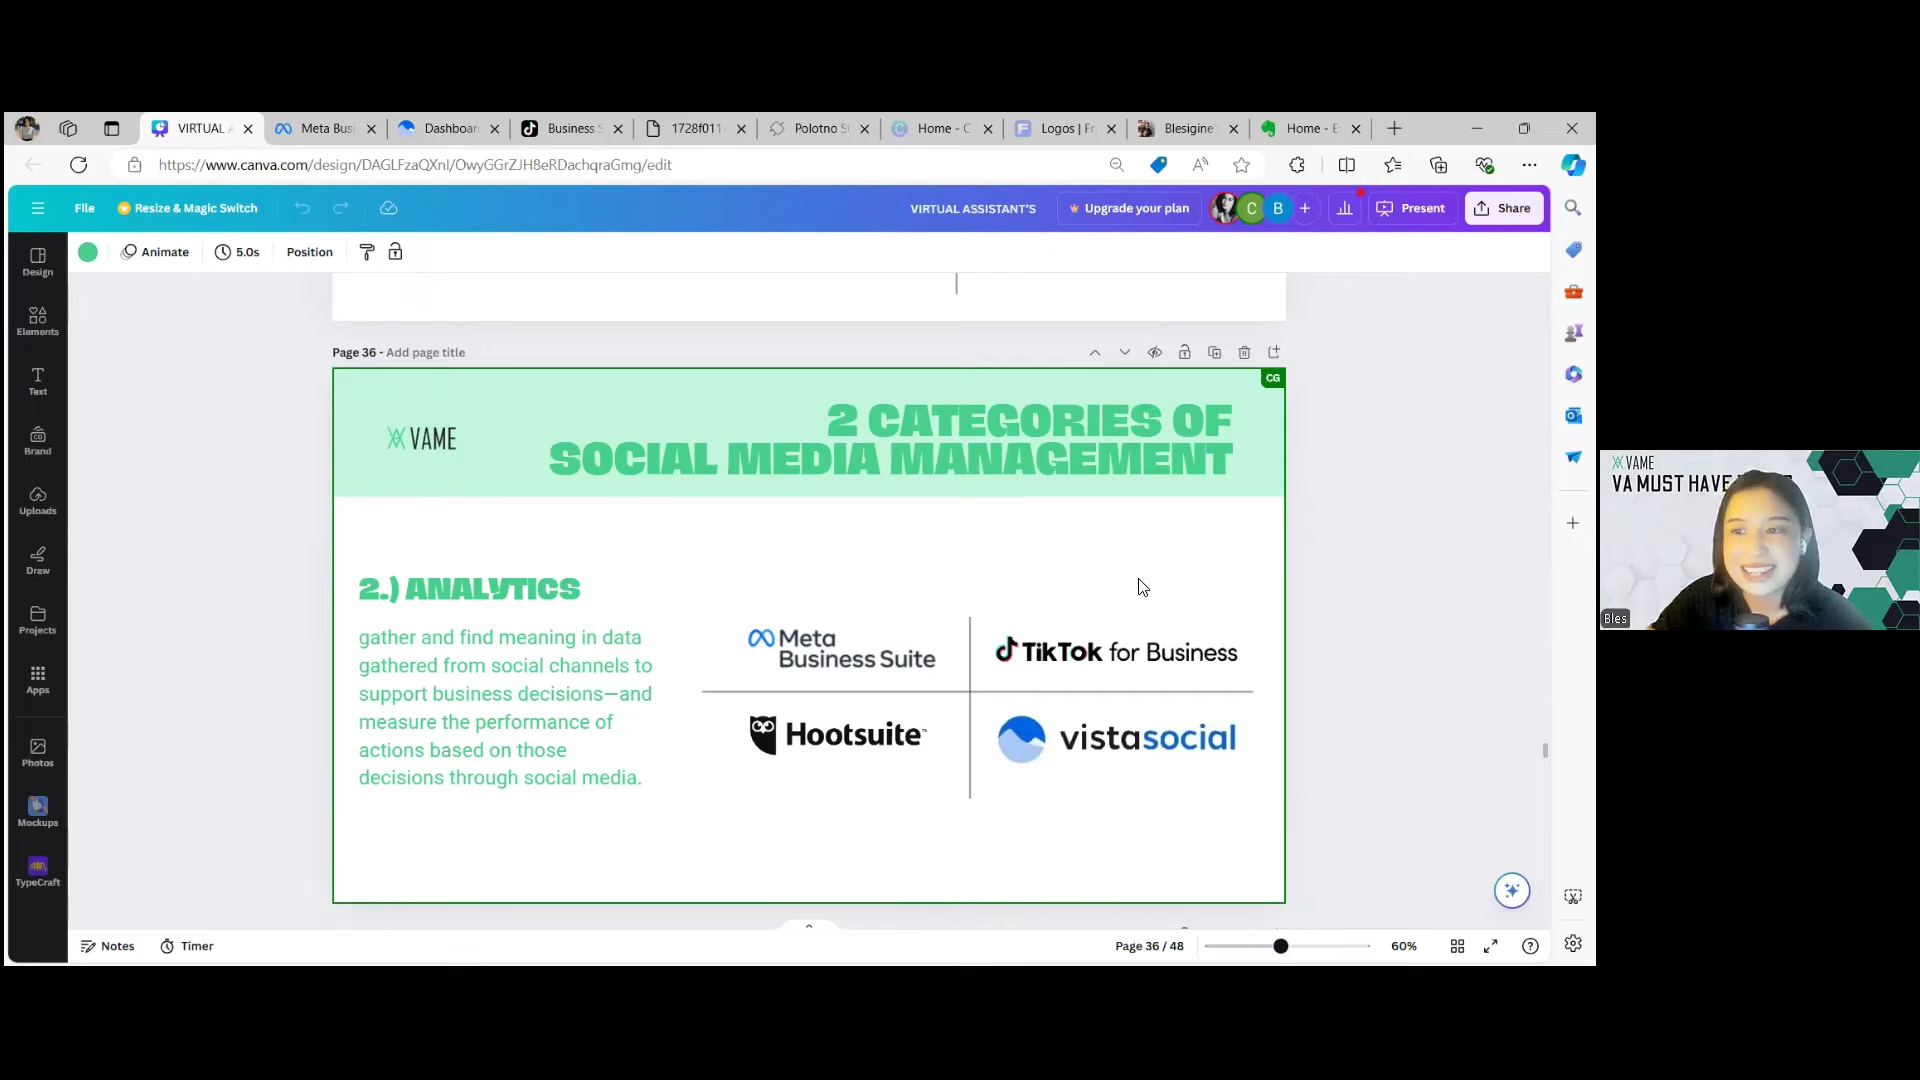 VIRTUAL A
Meta Bus
Dashboar
Business S
1728f011-
Polotno S
Home - C
Logos | Fr
Blesigine'
Home - E
https://www.canva.com/design/DAGLFzaQXnI/OwyGGrZJH8eRDachqraGmg/edit
File
Resize & Magic Switch
VIRTUAL ASSISTANT'S
Upgrade your plan
C
B
Present
Share
Animate
5.0s
Position
Design
Elements
Text
Brand
Uploads
Draw
Projects
Apps
Photos
Mockups
TypeCraft
Page 36 - Add page title
CG
VAME
2 CATEGORIES OF
SOCIAL MEDIA MANAGEMENT
2.) ANALYTICS
gather and find meaning in data
gathered from social channels to
support business decisions—and
measure the performance of
actions based on those
decisions through social media.
Meta
Business Suite
TikTok for Business
Hootsuite™
vistasocial
Notes
Timer
Page 36 / 48
60%
VAME
VA MUST HAVE
Bles